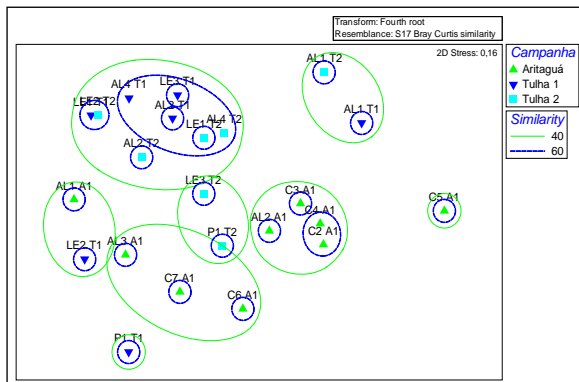 Transform: Fourth root
Resemblance: S17 Bray Curtis similarity
2D Stress: 0,16
Campanha
Aritaguá
Tulha 1
Tulha 2
Similarity
40
60
AL1 T2
AL4 T1
LE3 T1
AL2 T1
AL1 T1
LE1 T2
AL4 T2
AL2 T2
LE3 T2
AL1 A1
C3 A1
C5 A1
C4 A1
AL2 A1
P1 T2
C2 A1
AL3 A1
LE2 T1
C7 A1
C6 A1
P1 T1